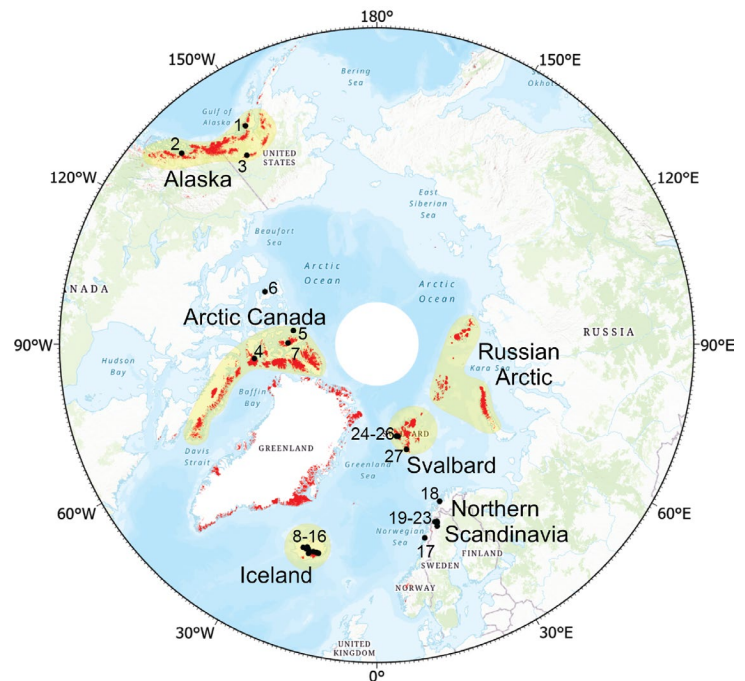 180°
150°W
150°E
Bering
Sea
Okho
Gulf of
Alaska
1
2
3
UNITED
STATES
Alaska
120°W
120°E
East
Siberian
Sea
Beaufort
Sea
Arctic
Ocean
Arctic
Ocean
6
ANADA
Arctic Canada
5
RUSSIA
90°W
90°E
4
7
Russian
Arctic
Kara Sea
Hudson
Bay
Baffin
Bay
24-26
ARD
Davis
Strait
GREENLAND
27
Svalbard
Greenland
Sea
60°W
60°E
18
Northern
Scandinavia
19-23
Norwegian
Sea
8-16
17
FINLAND
SWEDEN
Iceland
NORWAY
30°W
30°E
UNITED
KINGDOM
0°